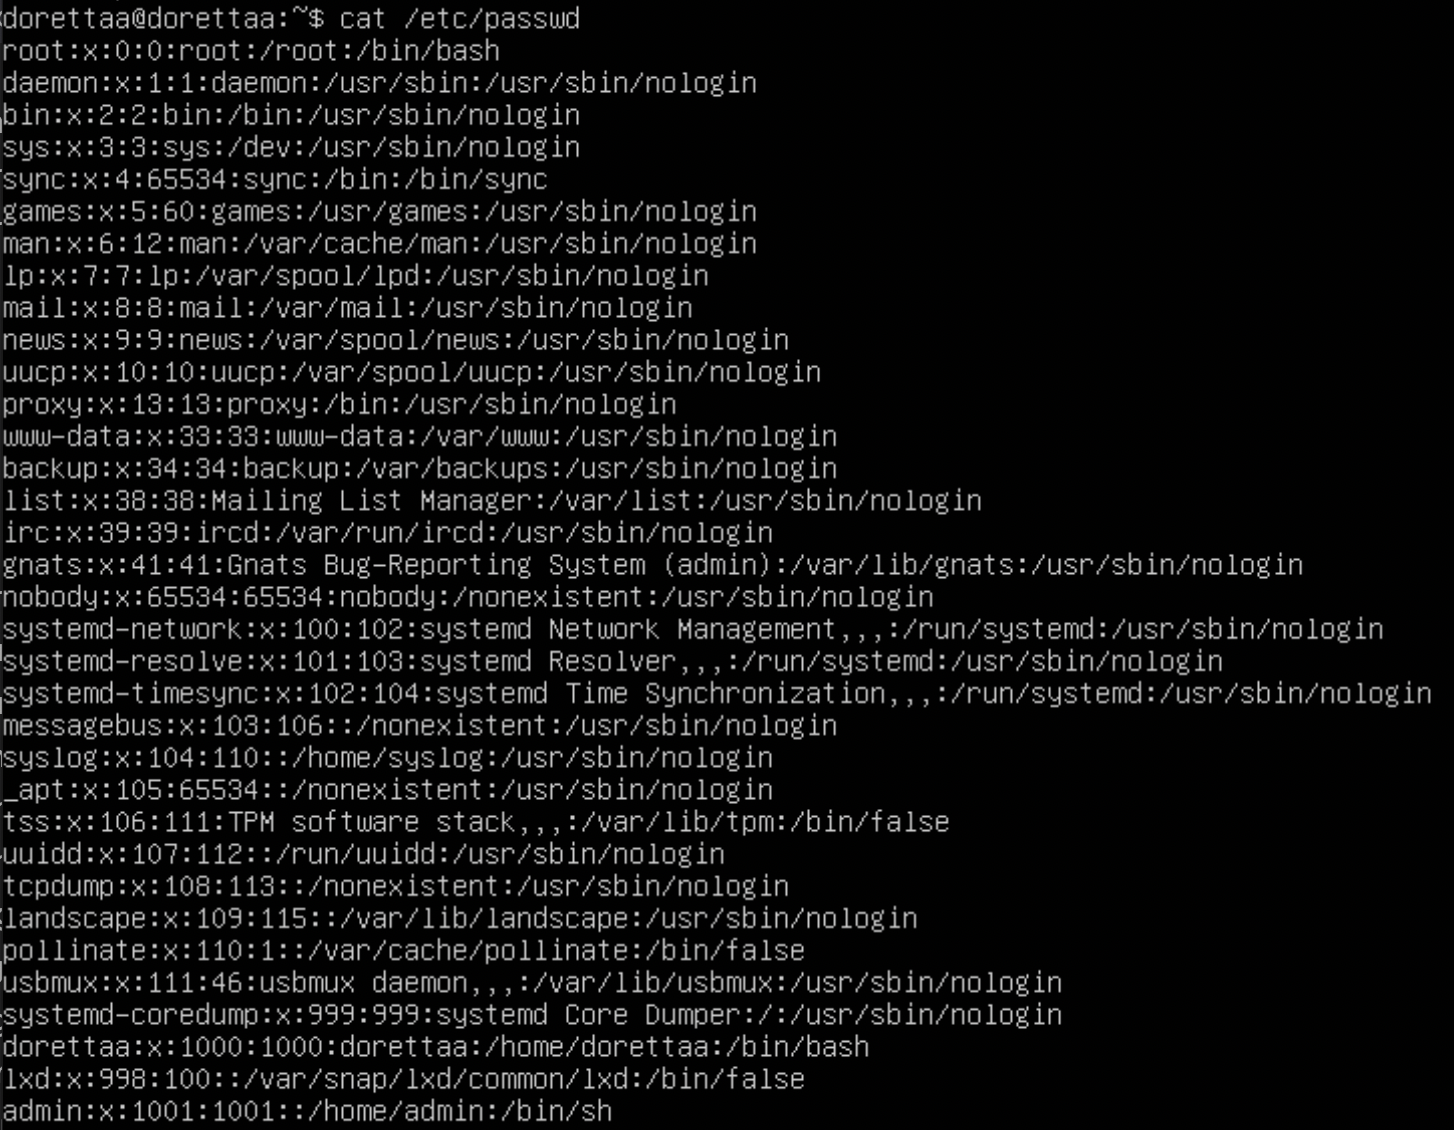 dorettaa@dorettaa:~$ cat /etc/passwd
root:x:0:0:root:/root:/bin/bash
daemon:x:1:1:daemon:/usr/sbin:/usr/sbin/nologin
bin:x:2:2:bin:/bin:/usr/sbin/nologin
sys:x:3:3:sys:/dev:/usr/sbin/nologin
sync:x:4:65534:sync:/bin:/bin/sync
games:x:5:60:games:/usr/games:/usr/sbin/nologin
man:x:6:12:man:/var/cache/man:/usr/sbin/nologin
lp:x:7:7:lp:/var/spool/lpd:/usr/sbin/nologin
mail:x:8:8:mail:/var/mail:/usr/sbin/nologin
news:x:9:9:news:/var/spool/news:/usr/sbin/nologin
uucp:x:10:10:uucp:/var/spool/uucp:/usr/sbin/nologin
proxy:x:13:13:proxy:/bin:/usr/sbin/nologin
www-data:x:33:33:www-data:/var/www:/usr/sbin/nologin
backup:x:34:34:backup:/var/backups:/usr/sbin/nologin
list:x:38:38:Mailing List Manager:/var/list:/usr/sbin/nologin
irc:x:39:39:ircd:/var/run/ircd:/usr/sbin/nologin
gnats:x:41:41:Gnats Bug-Reporting System (admin):/var/lib/gnats:/usr/sbin/nologin
nobody:x:65534:65534:nobody:/nonexistent:/usr/sbin/nologin
systemd-network:x:100:102:systemd Network Management,,,:/run/systemd:/usr/sbin/nologin
systemd-resolve:x:101:103:systemd Resolver,,,:/run/systemd:/usr/sbin/nologin
systemd-timesync:x:102:104:systemd Time Synchronization,,,:/run/systemd:/usr/sbin/nologin
messagebus:x:103:106::/nonexistent:/usr/sbin/nologin
syslog:x:104:110::/home/syslog:/usr/sbin/nologin
_apt:x:105:65534::/nonexistent:/usr/sbin/nologin
tss:x:106:111:TPM software stack,,,:/var/lib/tpm:/bin/false
uuidd:x:107:112::/run/uuidd:/usr/sbin/nologin
tcpdump:x:108:113::/nonexistent:/usr/sbin/nologin
landscape:x:109:115::/var/lib/landscape:/usr/sbin/nologin
pollinate:x:110:1::/var/cache/pollinate:/bin/false
usbmux:x:111:46:usbmux daemon,,,:/var/lib/usbmux:/usr/sbin/nologin
systemd-coredump:x:999:999:systemd Core Dumper:/:/usr/sbin/nologin
dorettaa:x:1000:1000:dorettaa:/home/dorettaa:/bin/bash
lxd:x:998:100::/var/snap/lxd/common/lxd:/bin/false
admin:x:1001:1001::/home/admin:/bin/sh